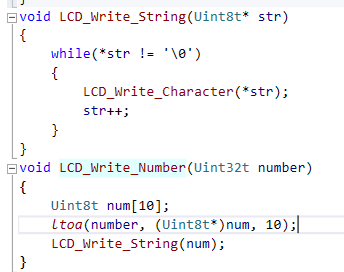 void LCD_Write_String(Uint8t* str)
{
while(*str != '\0')
{
LCD_Write_Character(*str);
str++;
}
}
void LCD_Write_Number(Uint32t number)
{
Uint8t num[10];
ltoa(number, (Uint8t*)num, 10);
LCD_Write_String(num);
}